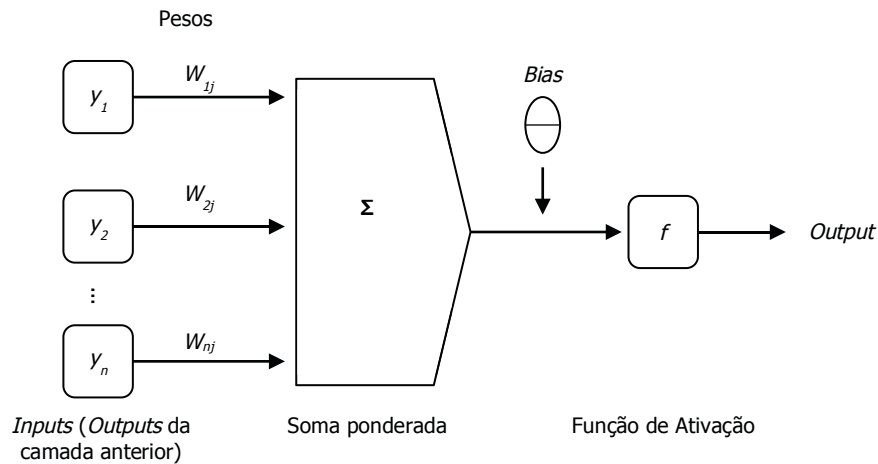 Pesos
W1j
Bias
y1
W2j
Σ
y2
f
Output
...
Wnj
yn
Inputs (Outputs da
camada anterior)
Soma ponderada
Função de Ativação